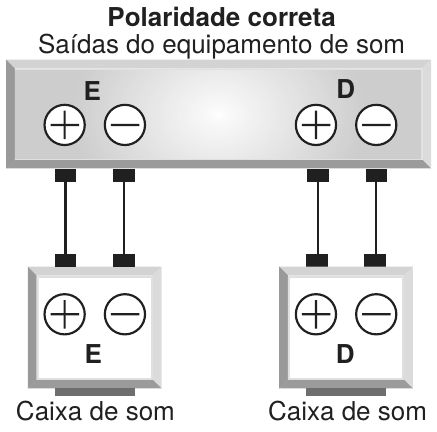 Polaridade correta
Saídas do equipamento de som
E D
+ − + −
+ − + −
E D
Caixa de som Caixa de som